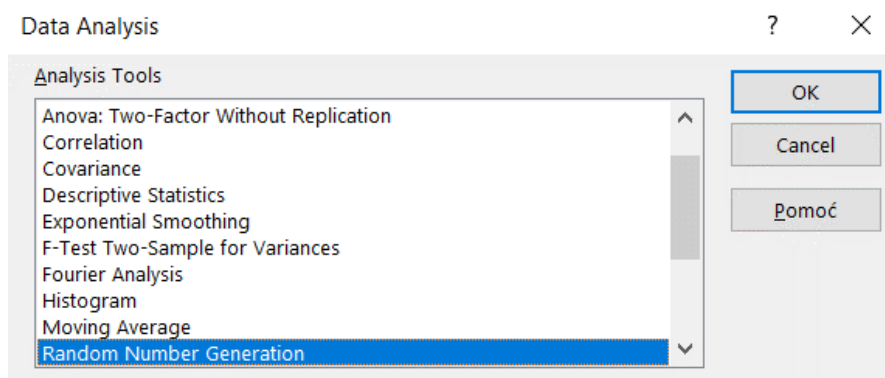 Data Analysis ? ×
Analysis Tools
Anova: Two-Factor Without Replication
Correlation
Covariance
Descriptive Statistics
Exponential Smoothing
F-Test Two-Sample for Variances
Fourier Analysis
Histogram
Moving Average
Random Number Generation
OK
Cancel
Pomoć